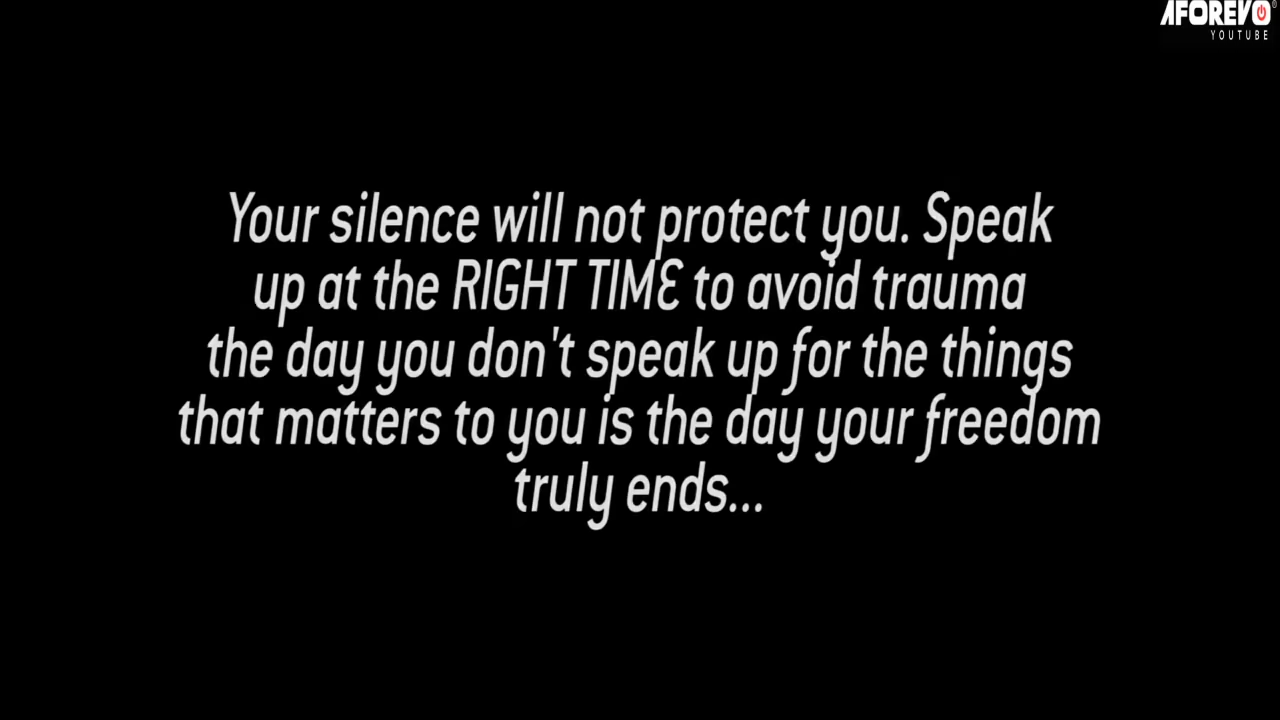 AFOREVO
YOUTUBE
Your silence will not protect you. Speak
up at the RIGHT TIME to avoid trauma
the day you don't speak up for the things
that matters to you is the day your freedom
truly ends...